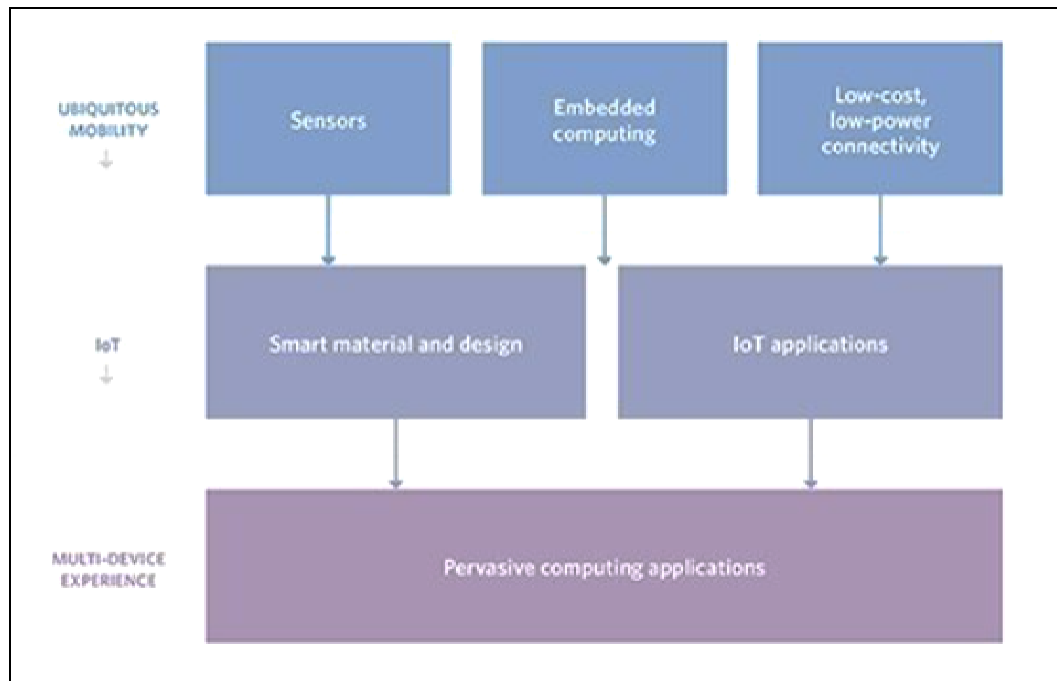 UBIQUITOUS
MOBILITY
Sensors
Embedded
computing
Low-cost,
low-power
connectivity
IoT
Smart material and design
IoT applications
MULTI-DEVICE
EXPERIENCE
Pervasive computing applications